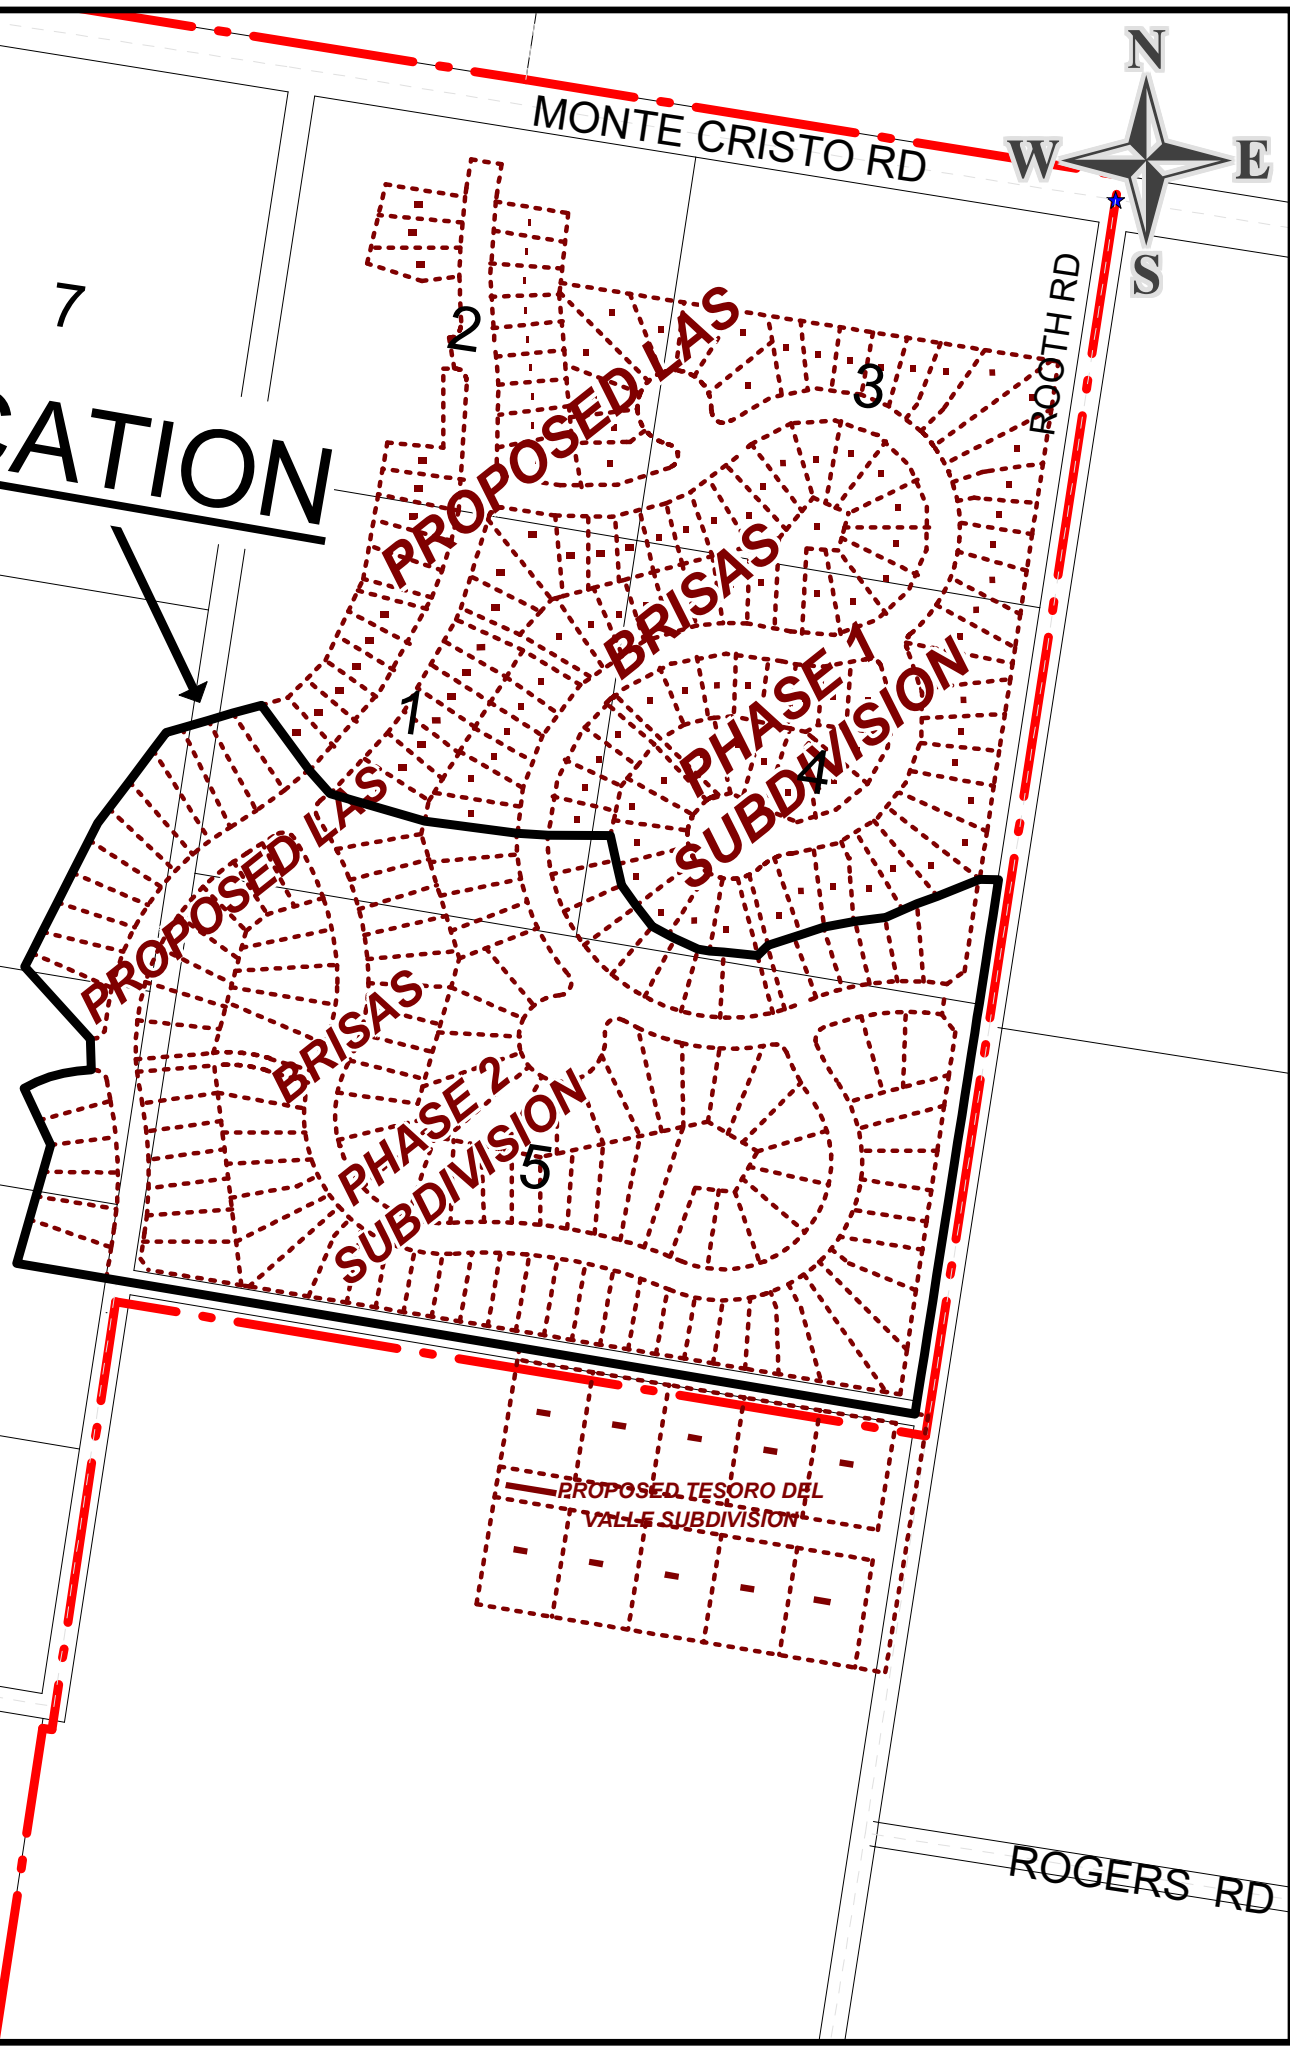 N
W E
S
MONTE CRISTO RD
ROOTH RD
7
2
3
CATION
PROPOSED LAS
BRISAS
PHASE 1
SUBDIVISION
1
4
PROPOSED LAS
BRISAS
PHASE 2
SUBDIVISION
5
PROPOSED TESORO DEL
VALLE SUBDIVISION
ROGERS RD